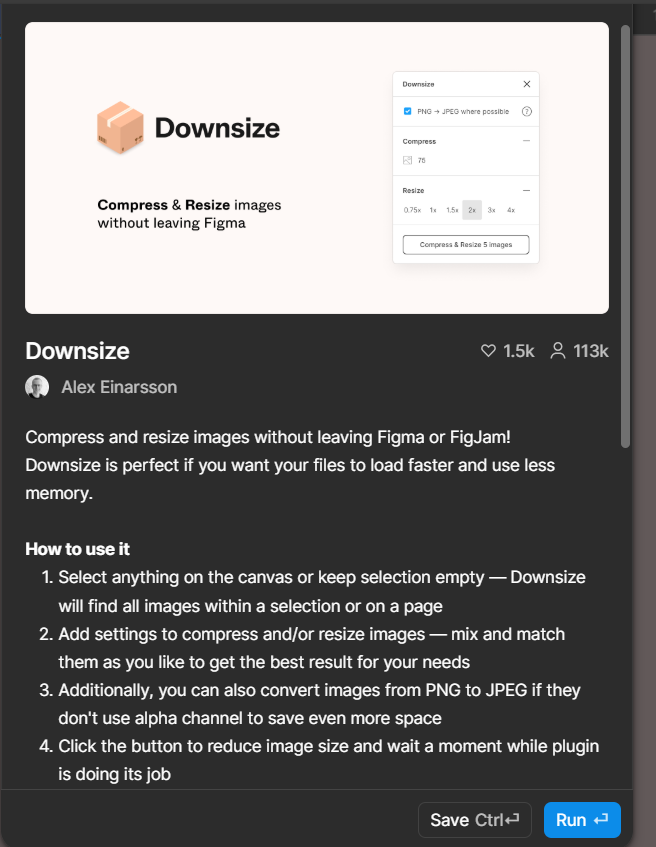 Downsize
Compress & Resize images
without leaving Figma
Downsize
PNG → JPEG where possible
Compress
75
Resize
0.75x 1x 1.5x 2x 3x 4x
Compress & Resize 5 images
Downsize 1.5k 113k
Alex Einarsson
Compress and resize images without leaving Figma or FigJam!
Downsize is perfect if you want your files to load faster and use less
memory.
How to use it
1. Select anything on the canvas or keep selection empty — Downsize
will find all images within a selection or on a page
2. Add settings to compress and/or resize images — mix and match
them as you like to get the best result for your needs
3. Additionally, you can also convert images from PNG to JPEG if they
don't use alpha channel to save even more space
4. Click the button to reduce image size and wait a moment while plugin
is doing its job
Save Ctrl⏎ Run ⏎